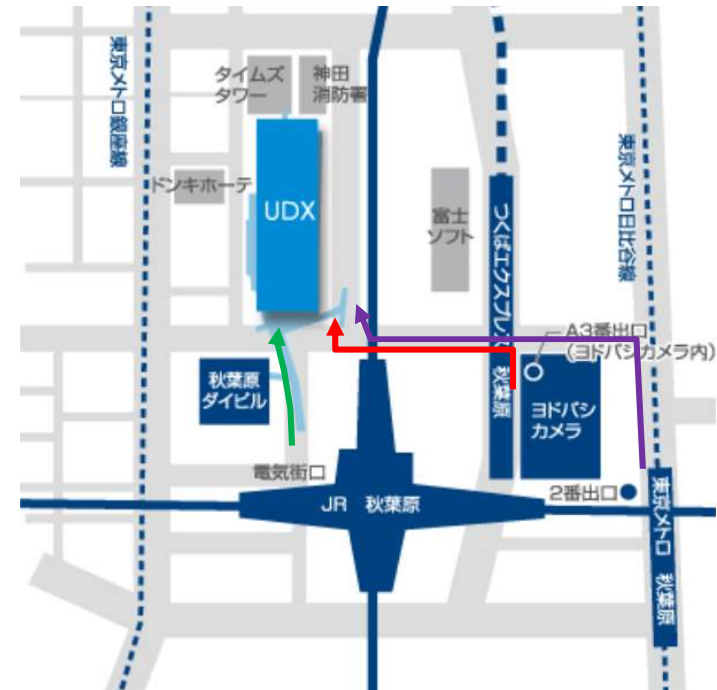 東京メトロ銀座線
タイムズ
タワー
神田
消防署
ドンキホーテ
UDX
富士
ソフト
つくばエクスプレス 秋葉原
東京メトロ日比谷線
A3番出口
(ヨドバシカメラ内)
秋葉原
ダイビル
ヨドバシ
カメラ
電気街口
2番出口
JR 秋葉原
東京メトロ 秋葉原